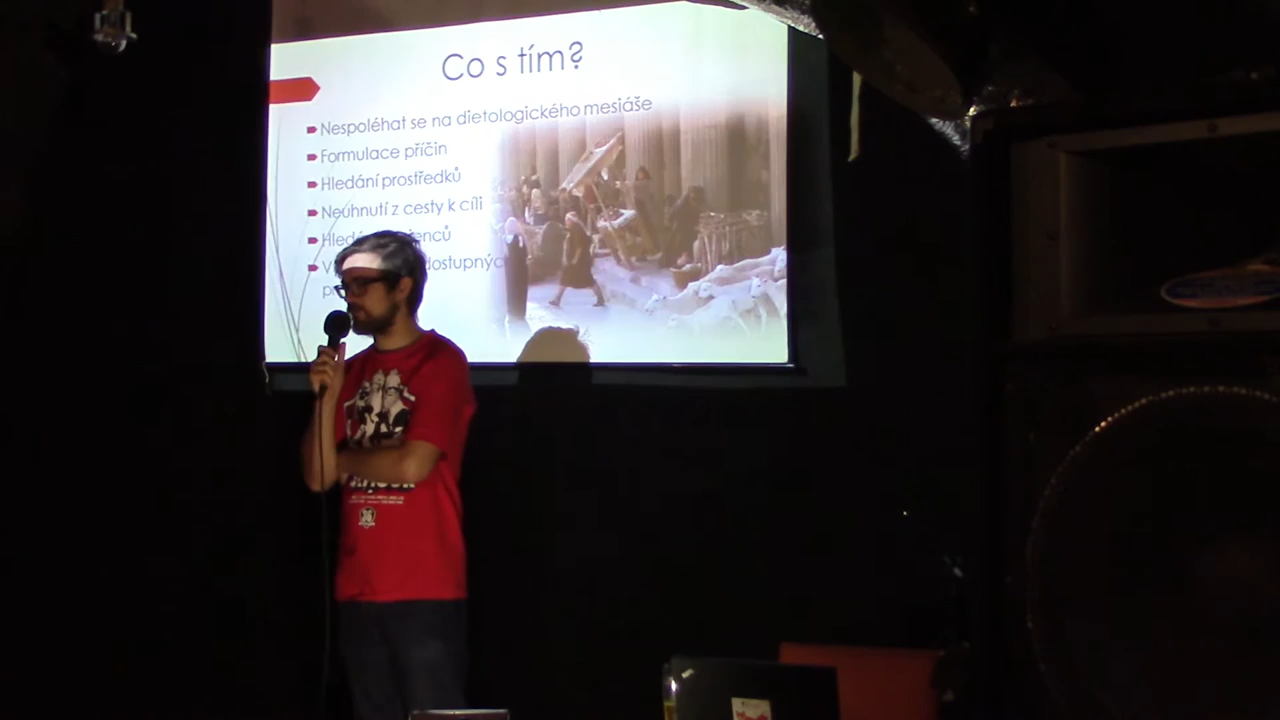 Co s tím?
Nespoléhat se na dietologického mesiáše
Formulace příčin
Hledání prostředků
Neuhnutí z cesty k cíli